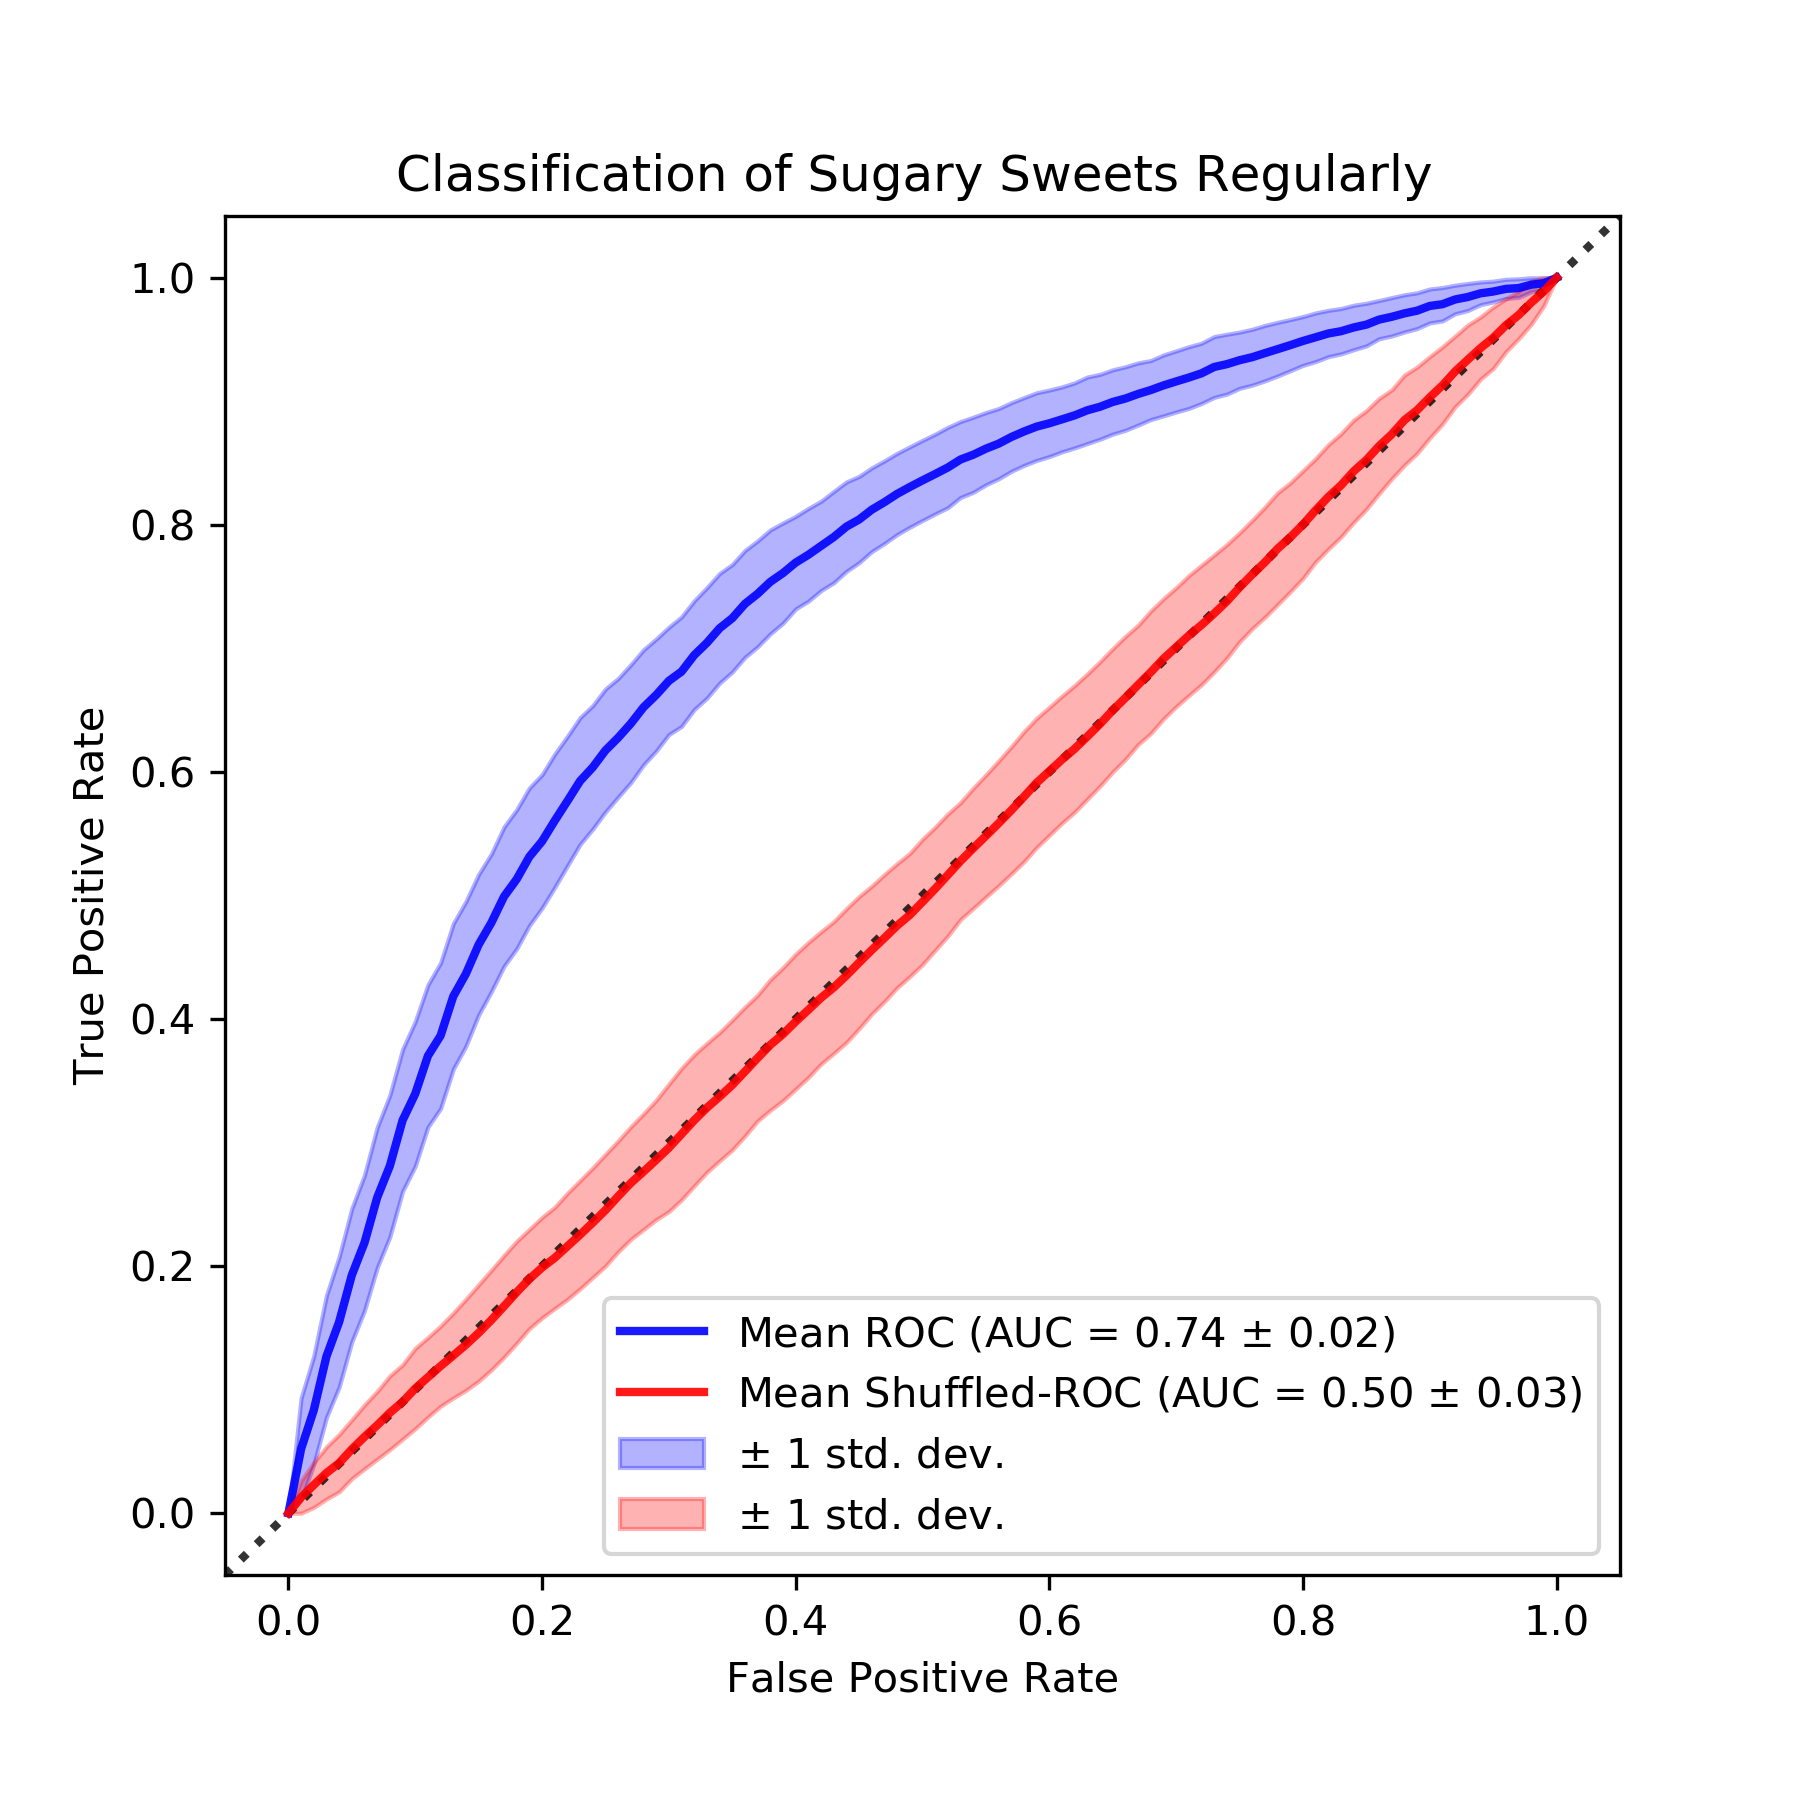 Classification of Sugary Sweets Regularly
1.0
0.8
0.6
0.4
0.2
0.0
True Positive Rate
Mean ROC (AUC = 0.74 ± 0.02)
Mean Shuffled-ROC (AUC = 0.50 ± 0.03)
± 1 std. dev.
± 1 std. dev.
0.0 0.2 0.4 0.6 0.8 1.0
False Positive Rate